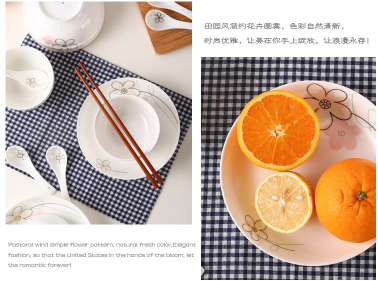 田园风简约花卉图案，色彩自然清新，
时尚优雅，让美在你手上绽放，让浪漫永存！
Pastoral wind simple flower pattern, natural fresh color,Elegant
fashion, so that the United States in the hands of the bloom, let
the romantic forever!